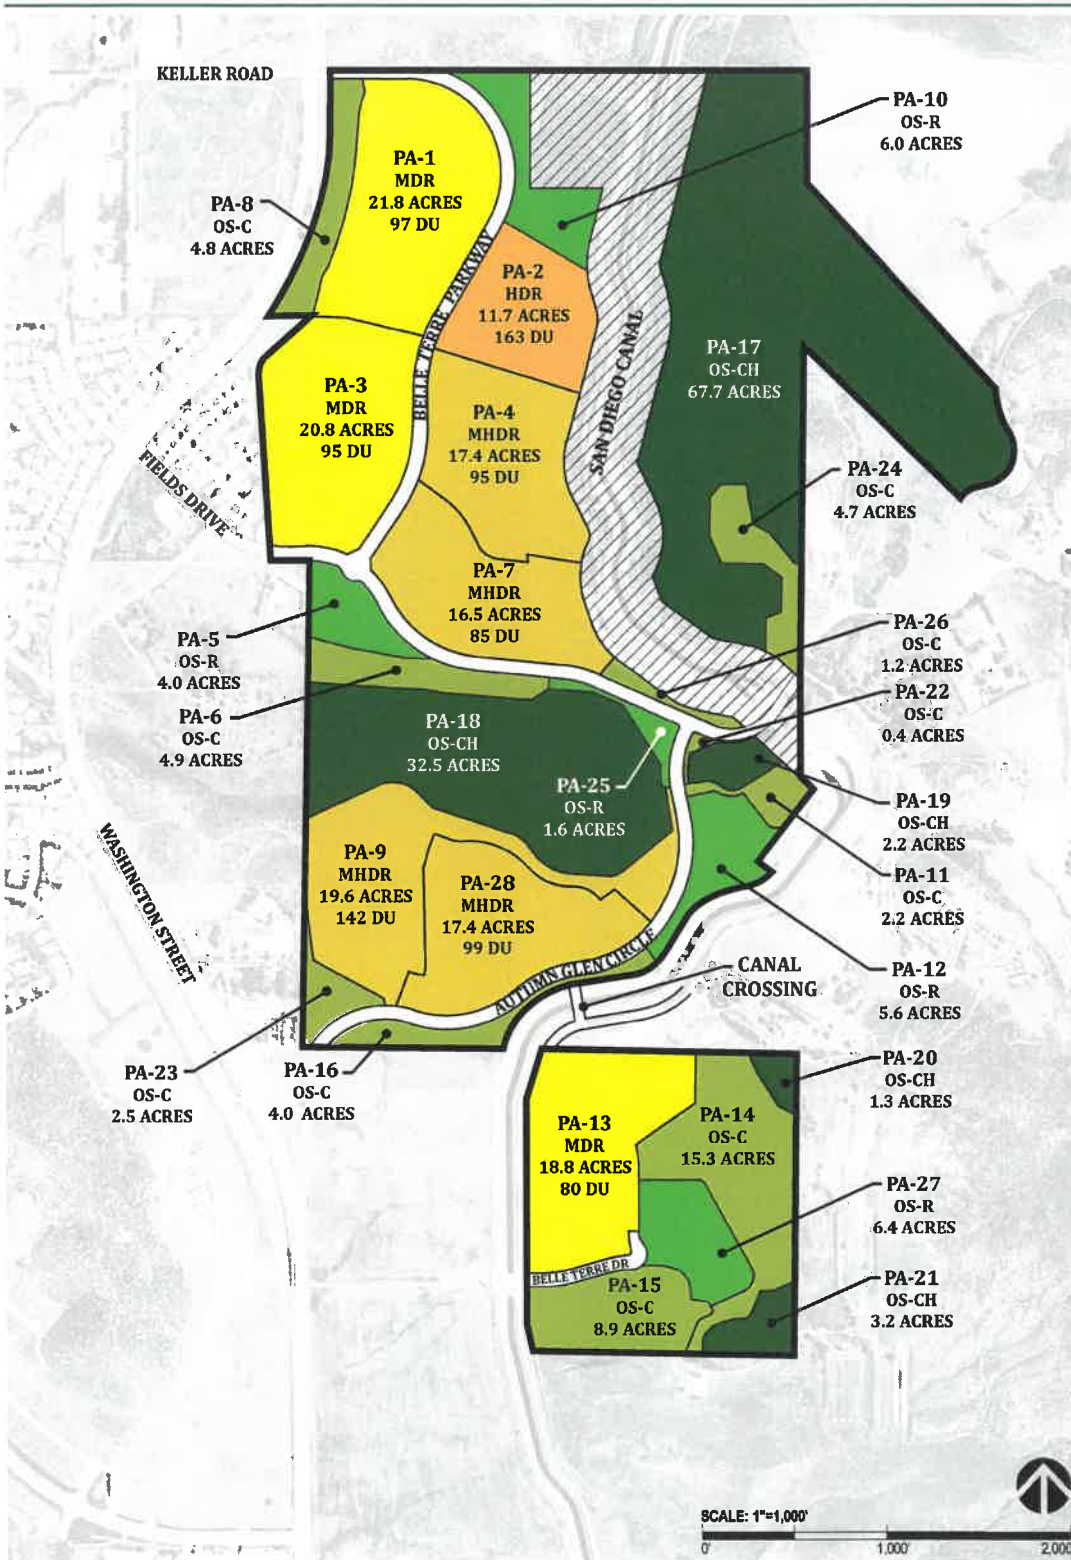 KELLER ROAD
PA-10
OS-R
6.0 ACRES
PA-1
MDR
21.8 ACRES
97 DU
PA-8
OS-C
4.8 ACRES
BELLE TERRE PARKWAY
PA-2
HDR
11.7 ACRES
163 DU
SAN DIEGO CANAL
PA-17
OS-CH
67.7 ACRES
PA-3
MDR
20.8 ACRES
95 DU
PA-4
MHDR
17.4 ACRES
95 DU
FIELDS DRIVE
PA-24
OS-C
4.7 ACRES
PA-7
MHDR
16.5 ACRES
85 DU
PA-5
OS-R
4.0 ACRES
PA-26
OS-C
1.2 ACRES
PA-6
OS-C
4.9 ACRES
PA-22
OS-C
0.4 ACRES
PA-18
OS-CH
32.5 ACRES
PA-25
OS-R
1.6 ACRES
PA-19
OS-CH
2.2 ACRES
WASHINGTON STREET
PA-9
MHDR
19.6 ACRES
142 DU
PA-28
MHDR
17.4 ACRES
99 DU
PA-11
OS-C
2.2 ACRES
AUTUMN GLEN CIRCLE
CANAL
CROSSING
PA-12
OS-R
5.6 ACRES
PA-23
OS-C
2.5 ACRES
PA-16
OS-C
4.0 ACRES
PA-20
OS-CH
1.3 ACRES
PA-13
MDR
18.8 ACRES
80 DU
PA-14
OS-C
15.3 ACRES
PA-27
OS-R
6.4 ACRES
BELLE TERRE DR
PA-15
OS-C
8.9 ACRES
PA-21
OS-CH
3.2 ACRES
SCALE: 1"=1,000'
0' 1,000' 2,000